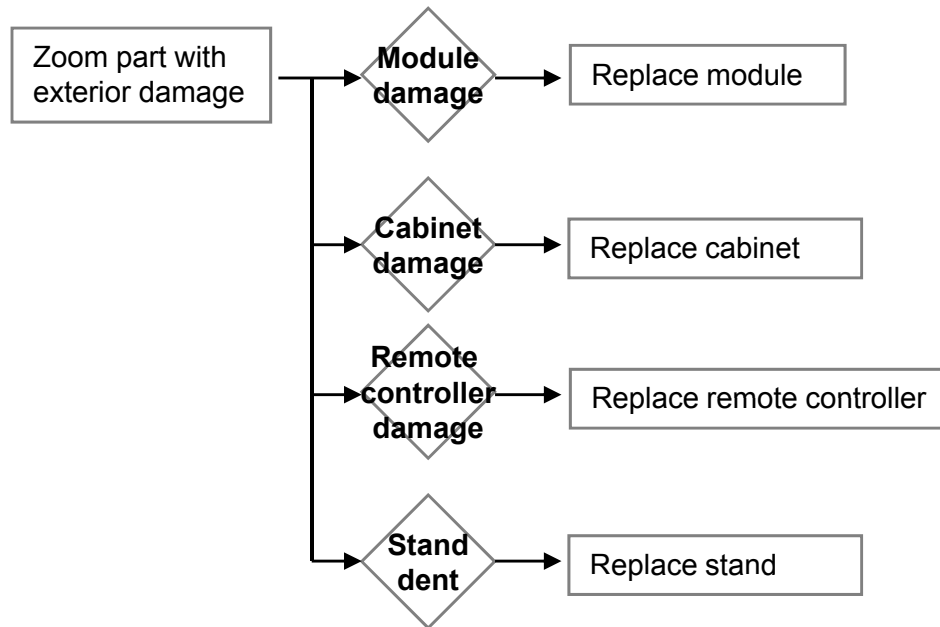 Zoom part with
exterior damage
Module
damage
Replace module
Cabinet
damage
Replace cabinet
Remote
controller
damage
Replace remote controller
Stand
dent
Replace stand